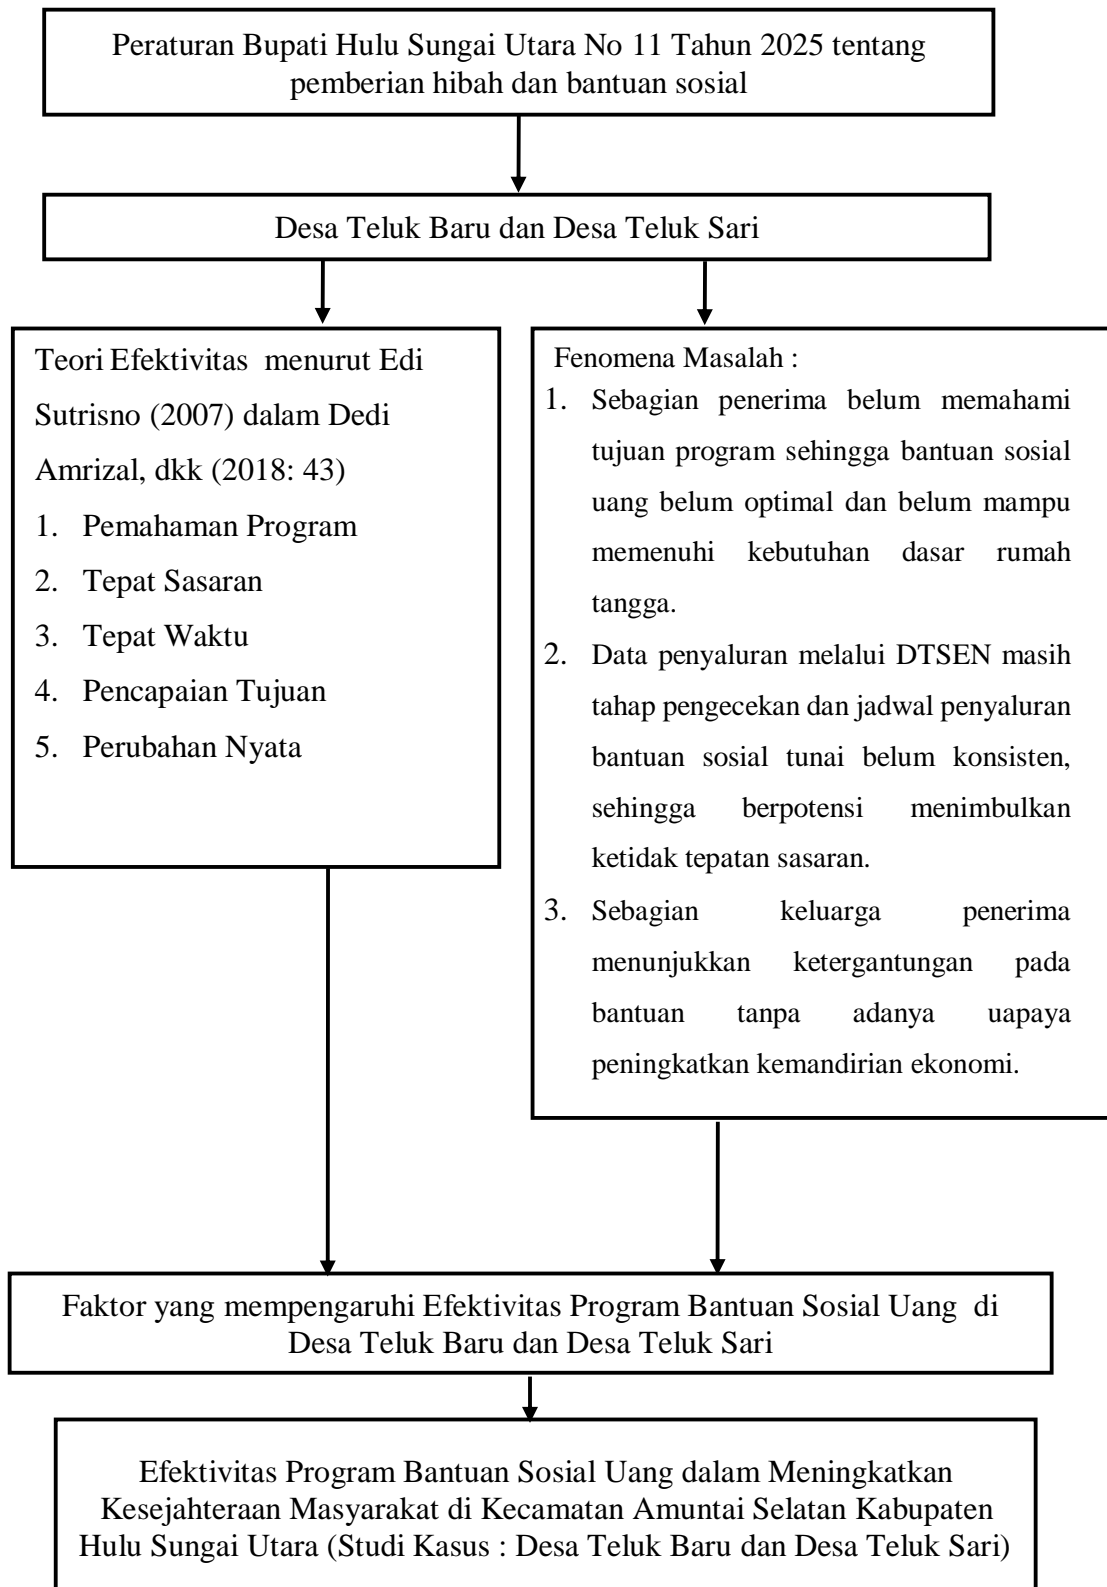 Peraturan Bupati Hulu Sungai Utara No 11 Tahun 2025 tentang
pemberian hibah dan bantuan sosial
Desa Teluk Baru dan Desa Teluk Sari
Teori Efektivitas menurut Edi
Sutrisno (2007) dalam Dedi
Amrizal, dkk (2018: 43)
1. Pemahaman Program
2. Tepat Sasaran
3. Tepat Waktu
4. Pencapaian Tujuan
5. Perubahan Nyata
Fenomena Masalah :
1. Sebagian penerima belum memahami
tujuan program sehingga bantuan sosial
uang belum optimal dan belum mampu
memenuhi kebutuhan dasar rumah
tangga.
2. Data penyaluran melalui DTSEN masih
tahap pengecekan dan jadwal penyaluran
bantuan sosial tunai belum konsisten,
sehingga berpotensi menimbulkan
ketidak tepatan sasaran.
3. Sebagian keluarga penerima
menunjukkan ketergantungan pada
bantuan tanpa adanya uapaya
peningkatkan kemandirian ekonomi.
Faktor yang mempengaruhi Efektivitas Program Bantuan Sosial Uang di
Desa Teluk Baru dan Desa Teluk Sari
Efektivitas Program Bantuan Sosial Uang dalam Meningkatkan
Kesejahteraan Masyarakat di Kecamatan Amuntai Selatan Kabupaten
Hulu Sungai Utara (Studi Kasus : Desa Teluk Baru dan Desa Teluk Sari)